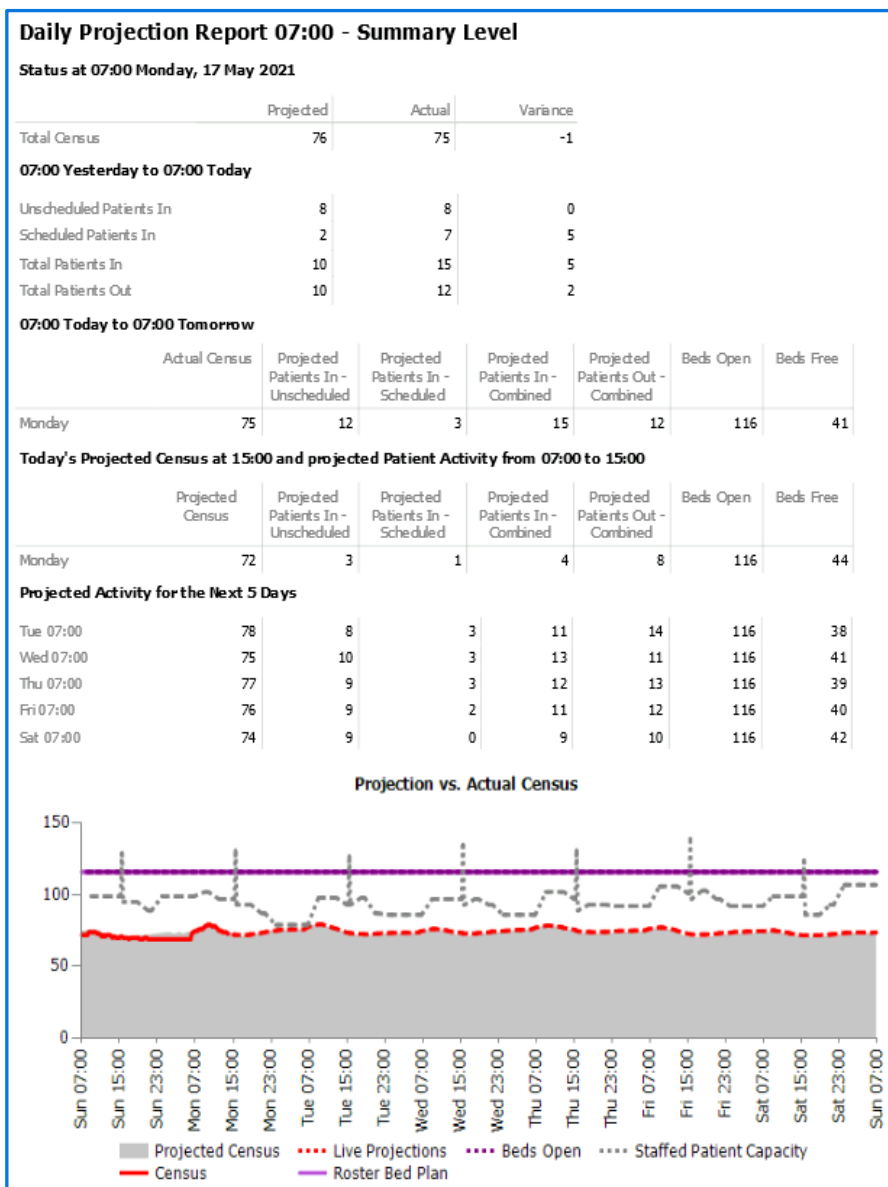 Daily Projection Report 07:00 - Summary Level
Status at 07:00 Monday, 17 May 2021
Projected Actual Variance
Total Census 76 75 -1
07:00 Yesterday to 07:00 Today
Unscheduled Patients In 8 8 0
Scheduled Patients In 2 7 5
Total Patients In 10 15 5
Total Patients Out 10 12 2
07:00 Today to 07:00 Tomorrow
Actual Census Projected Projected Projected Projected Beds Open Beds Free
Patients In - Patients In - Patients In - Patients Out -
Unscheduled Scheduled Combined Combined
Monday 75 12 3 15 12 116 41
Today's Projected Census at 15:00 and projected Patient Activity from 07:00 to 15:00
Projected Projected Projected Projected Projected Beds Open Beds Free
Census Patients In - Patients In - Patients In - Patients Out -
Unscheduled Scheduled Combined Combined
Monday 72 3 1 4 8 116 44
Projected Activity for the Next 5 Days
Tue 07:00 78 8 3 11 14 116 38
Wed 07:00 75 10 3 13 11 116 41
Thu 07:00 77 9 3 12 13 116 39
Fri 07:00 76 9 2 11 12 116 40
Sat 07:00 74 9 0 9 10 116 42
Projection vs. Actual Census
150
100
50
0
Sun 07:00
Sun 15:00
Sun 23:00
Mon 07:00
Mon 15:00
Mon 23:00
Tue 07:00
Tue 15:00
Tue 23:00
Wed 07:00
Wed 15:00
Wed 23:00
Thu 07:00
Thu 15:00
Thu 23:00
Fri 07:00
Fri 15:00
Fri 23:00
Sat 07:00
Sat 15:00
Sat 23:00
Sun 07:00
Projected Census Live Projections Beds Open Staffed Patient Capacity
Census Roster Bed Plan